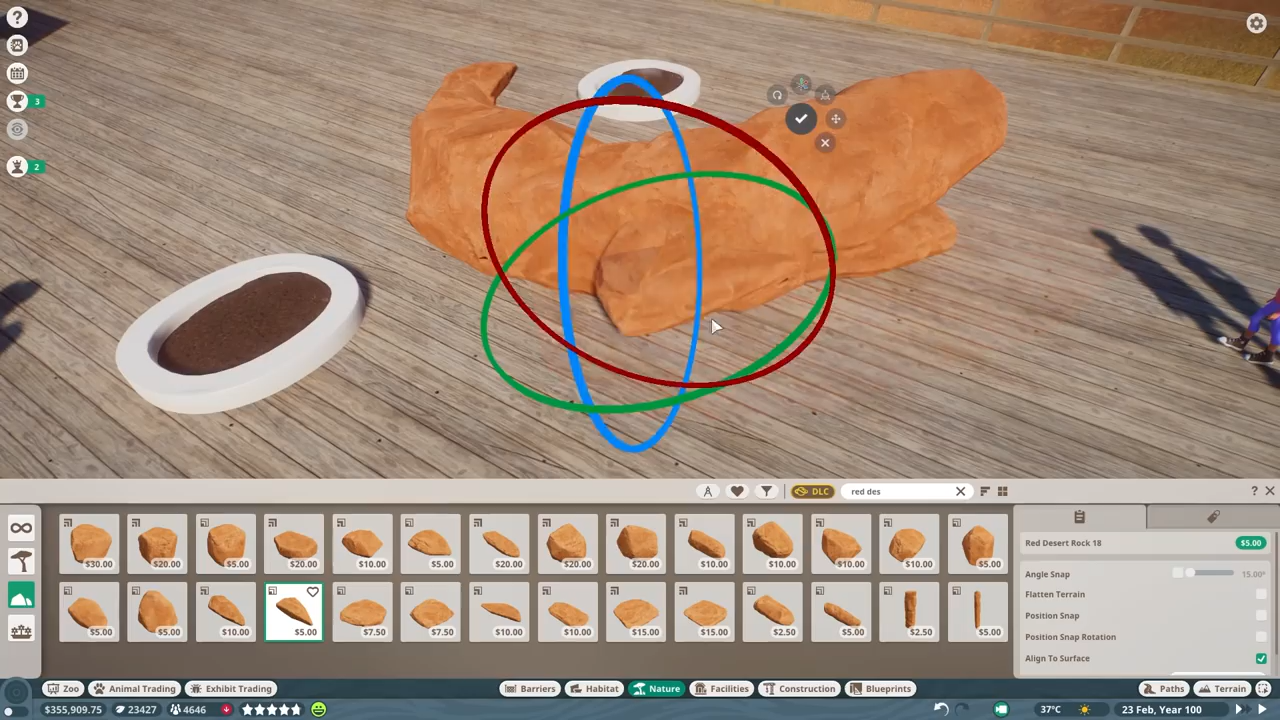 ?
3
2
DLC
red des
?
$30.00
$20.00
$5.00
$20.00
$10.00
$5.00
$20.00
$20.00
$20.00
$10.00
$10.00
$10.00
$10.00
$5.00
$5.00
$5.00
$10.00
$5.00
$7.50
$7.50
$10.00
$10.00
$15.00
$15.00
$2.50
$5.00
$2.50
$5.00
Red Desert Rock 18
$5.00
Angle Snap
15.00°
Flatten Terrain
Position Snap
Position Snap Rotation
Align To Surface
Zoo
Animal Trading
Exhibit Trading
Barriers
Habitat
Nature
Facilities
Construction
Blueprints
Paths
Terrain
$355,909.75
23427
4646
37°C
23 Feb, Year 100